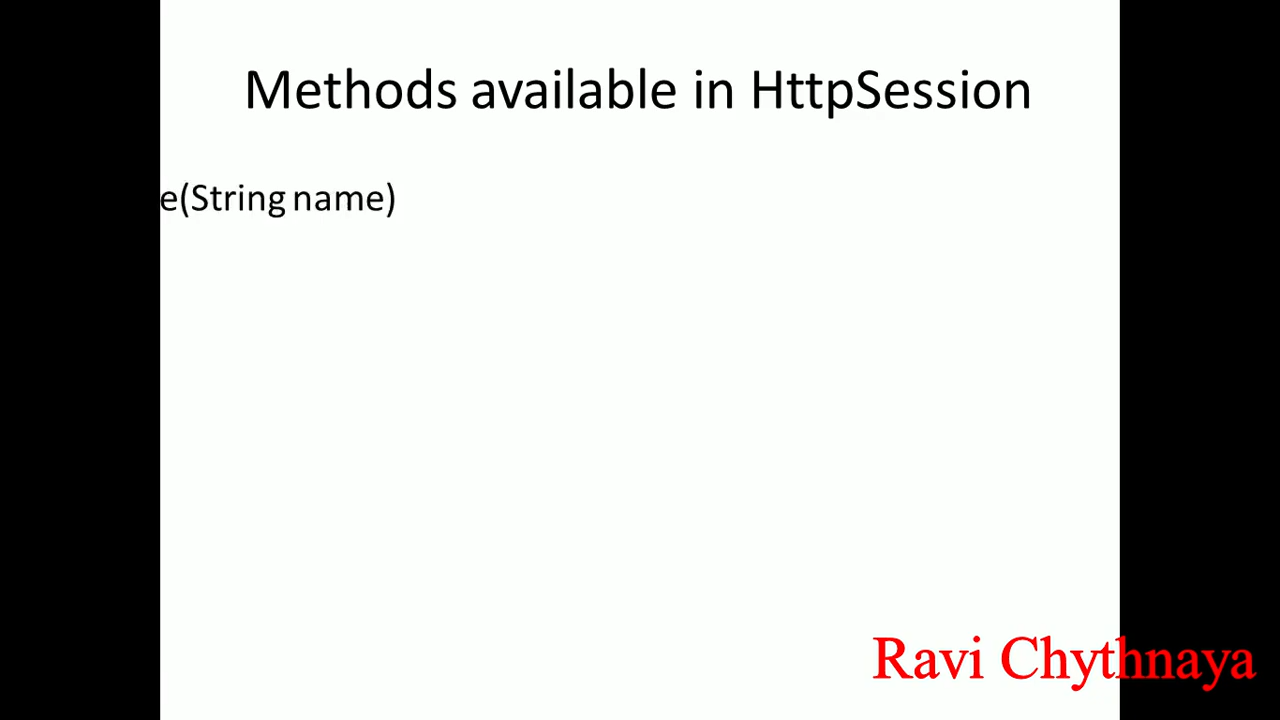 Methods available in HttpSession
e(String name)
Ravi Chythnaya